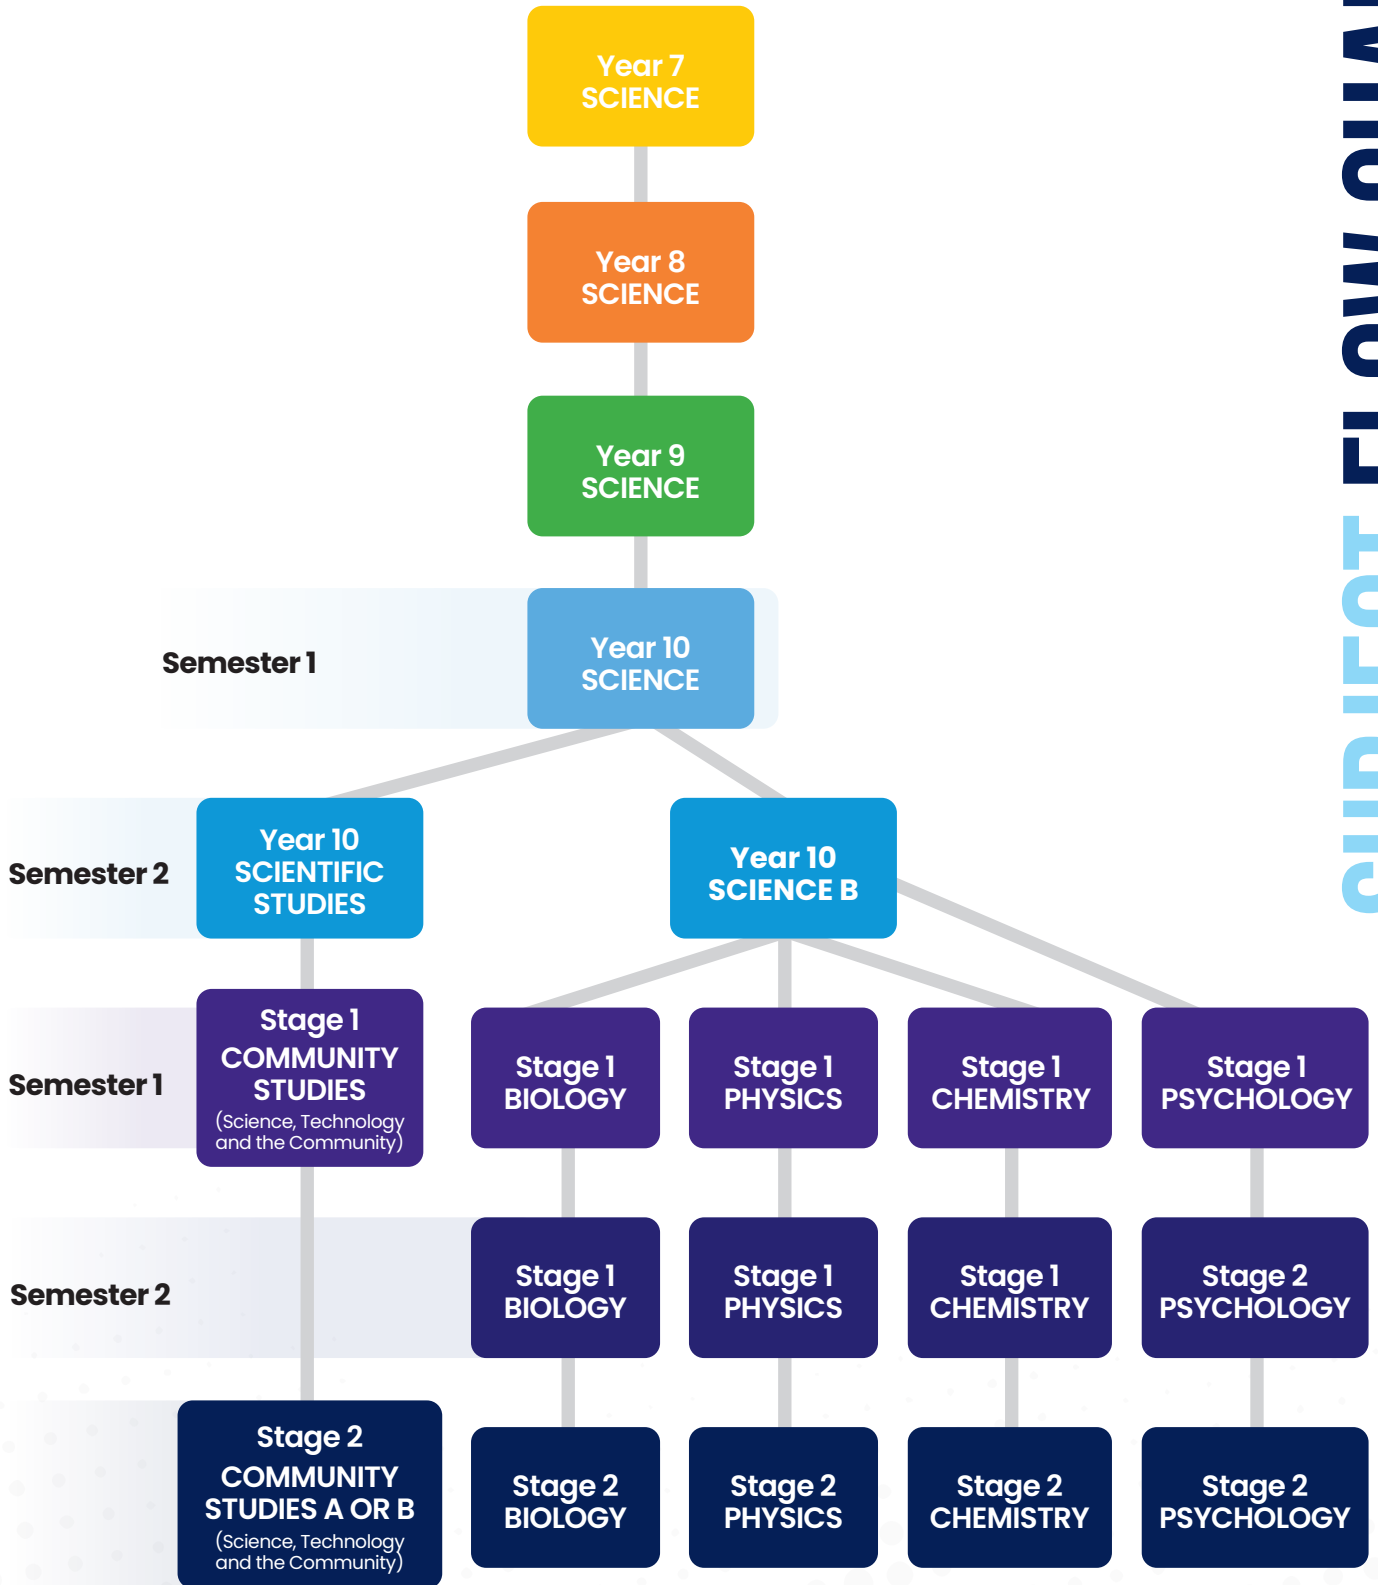 Year 7
SCIENCE
Year 8
SCIENCE
Year 9
SCIENCE
Semester 1
Year 10
SCIENCE
Semester 2
Year 10
SCIENTIFIC
STUDIES
Year 10
SCIENCE B
Semester 1
Stage 1
COMMUNITY
STUDIES
(Science, Technology
and the Community)
Stage 1
BIOLOGY
Stage 1
PHYSICS
Stage 1
CHEMISTRY
Stage 1
PSYCHOLOGY
Semester 2
Stage 1
BIOLOGY
Stage 1
PHYSICS
Stage 1
CHEMISTRY
Stage 2
PSYCHOLOGY
Stage 2
COMMUNITY
STUDIES A OR B
(Science, Technology
and the Community)
Stage 2
BIOLOGY
Stage 2
PHYSICS
Stage 2
CHEMISTRY
Stage 2
PSYCHOLOGY
SUBJECT FLOW